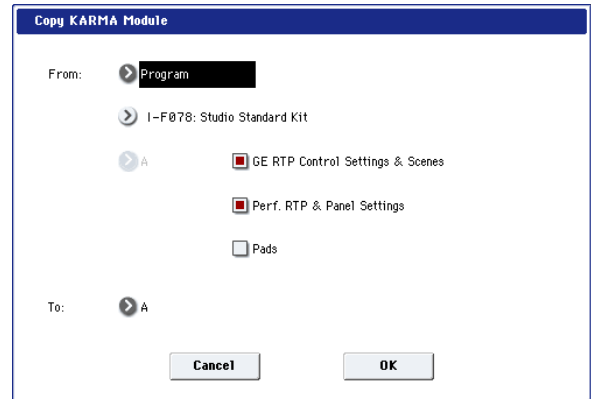 Copy KARMA Module
From: Program
I-F078: Studio Standard Kit
A GE RTP Control Settings & Scenes
Perf. RTP & Panel Settings
Pads
To: A
Cancel OK